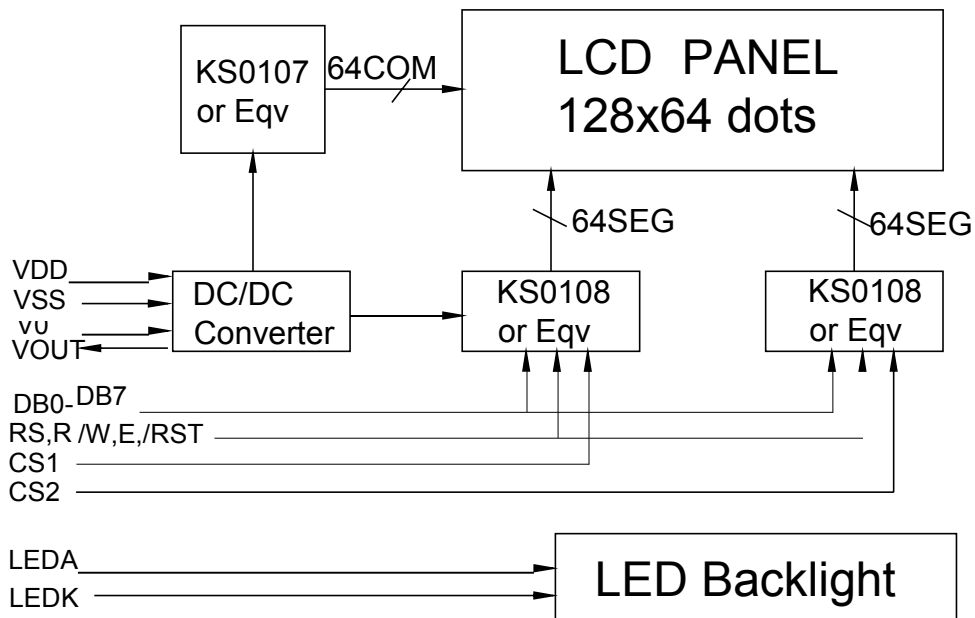 KS0107
or Eqv
64COM
LCD PANEL
128x64 dots
64SEG
64SEG
VDD
VSS
V0
VOUT
DC/DC
Converter
KS0108
or Eqv
KS0108
or Eqv
DB0-DB7
RS,R /W,E,/RST
CS1
CS2
LEDA
LEDK
LED Backlight